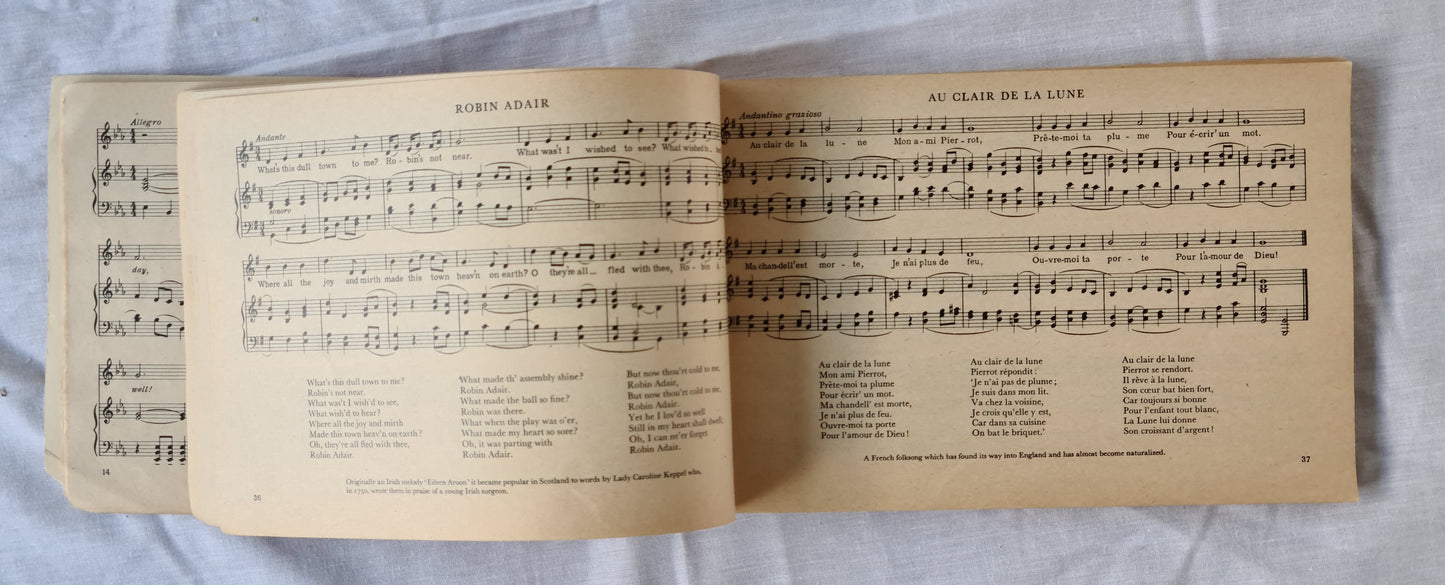 Allegro
day,
well!
14
ROBIN ADAIR
Andante
What's this dull town to me? Ro - bin's not near. What was't I wished to see? What wished to
sonoro
Where all the joy and mirth made this town heav'n on earth? O they're all fled with thee, Ro - bin
What's this dull town to me?
Robin's not near,
What was't I wish'd to see,
What wish'd to hear?
Where all the joy and mirth
Made this town heav'n on earth?
Oh, they're all fled with thee,
Robin Adair.
'What made th' assembly shine?
Robin Adair.
What made the ball so fine?
Robin was there.
What when the play was o'er,
What made my heart so sore?
Oh, it was parting with
Robin Adair.
But now thou'rt cold to me,
Robin Adair,
But now thou'rt cold to me,
Robin Adair.
Yet he I lov'd so well
Still in my heart shall dwell;
Oh, I can ne'er forget
Robin Adair.
Originally an Irish melody 'Eileen Aroon' it became popular in Scotland to words by Lady Caroline Keppel who,
in 1750, wrote them in praise of a young Irish surgeon.
36
AU CLAIR DE LA LUNE
Andantino grazioso
Au clair de la lu - ne Mon a - mi Pier - rot, Prê-te-moi ta plu - me Pour é-crir' un mot.
Ma chandell'est mor - te, Je n'ai plus de feu, Ou-vre-moi ta por - te Pour l'a-mour de Dieu!
Au clair de la lune
Mon ami Pierrot,
Prête-moi ta plume
Pour écrir' un mot.
Ma chandell' est morte,
Je n'ai plus de feu.
Ouvre-moi ta porte
Pour l'amour de Dieu!
Au clair de la lune
Pierrot répondit:
'Je n'ai pas de plume;
Je suis dans mon lit.
Va chez la voisine,
Je crois qu'elle y est,
Car dans sa cuisine
On bat le briquet.'
Au clair de la lune
Pierrot se rendort.
Il rêve à la lune,
Son cœur bat bien fort,
Car toujours si bonne
Pour l'enfant tout blanc,
La Lune lui donne
Son croissant d'argent!
A French folksong which has found its way into England and has almost become naturalized.
37